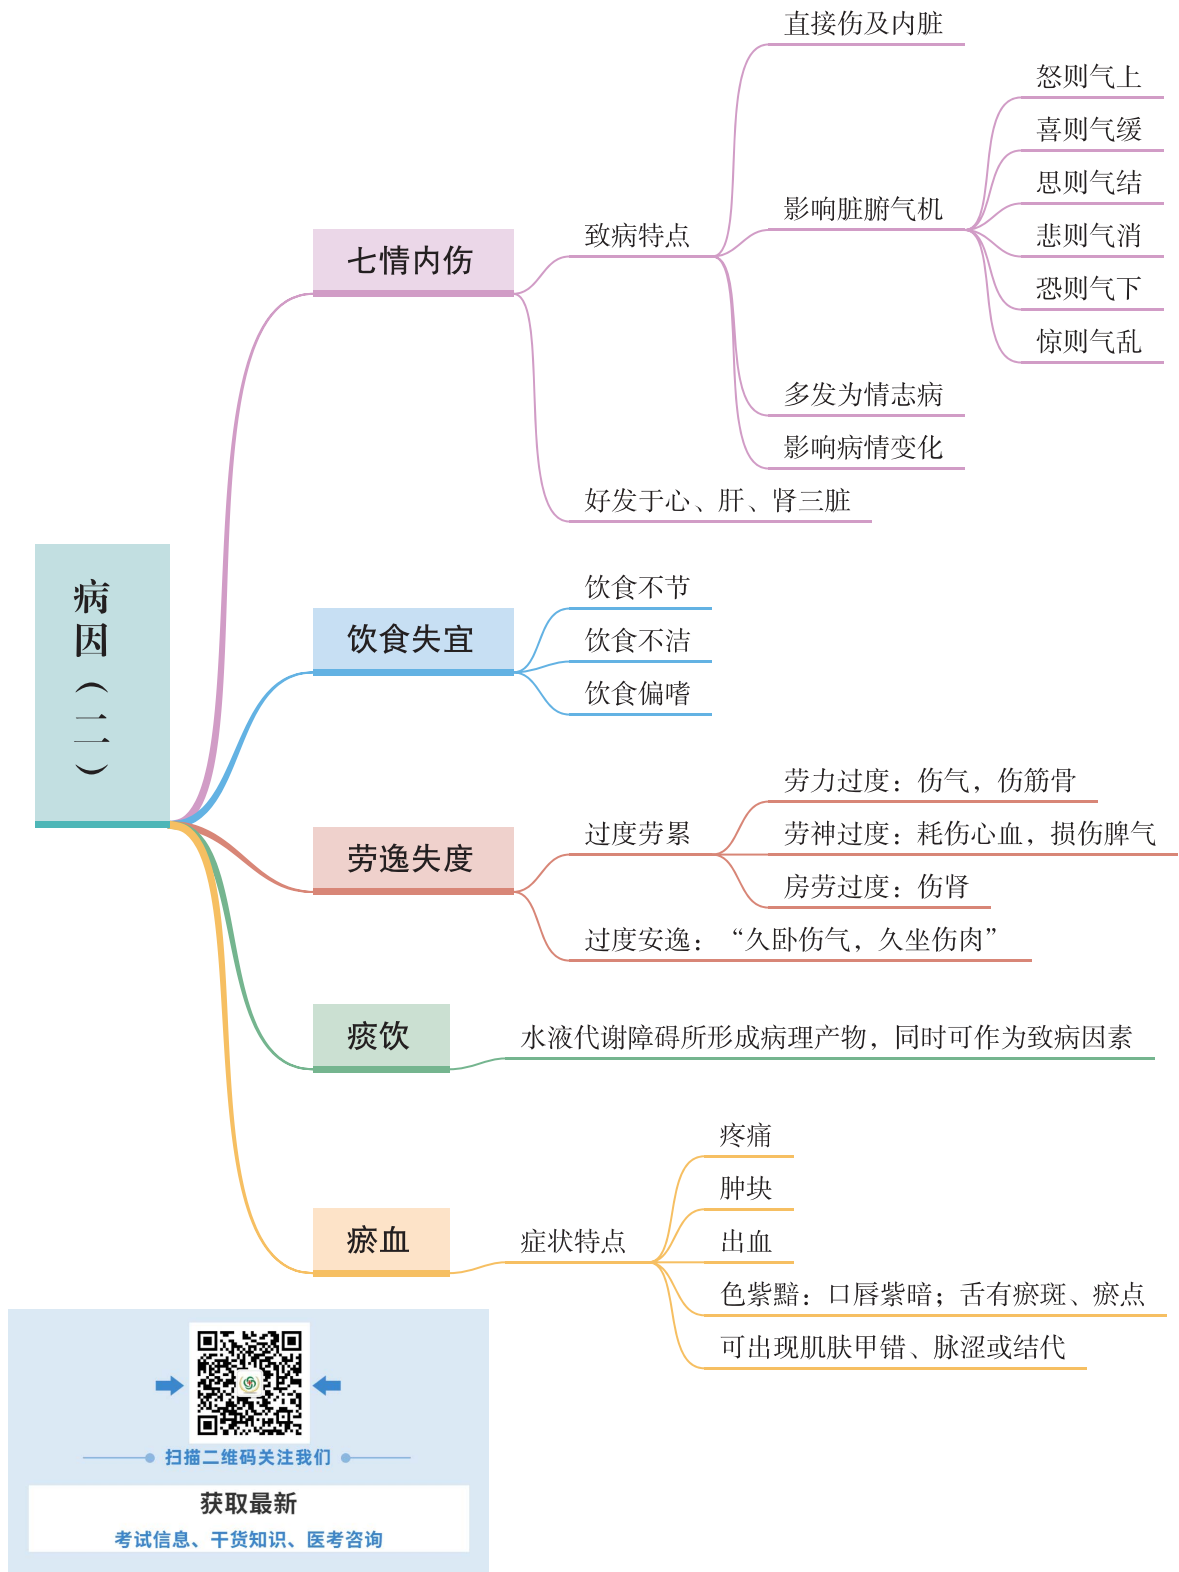 病因（二）
七情内伤
致病特点
直接伤及内脏
影响脏腑气机
怒则气上
喜则气缓
思则气结
悲则气消
恐则气下
惊则气乱
多发为情志病
影响病情变化
好发于心、肝、肾三脏
饮食失宜
饮食不节
饮食不洁
饮食偏嗜
劳逸失度
过度劳累
劳力过度：伤气，伤筋骨
劳神过度：耗伤心血，损伤脾气
房劳过度：伤肾
过度安逸：“久卧伤气，久坐伤肉”
痰饮
水液代谢障碍所形成病理产物，同时可作为致病因素
瘀血
症状特点
疼痛
肿块
出血
色紫黯：口唇紫暗；舌有瘀斑、瘀点
可出现肌肤甲错、脉涩或结代
扫描二维码关注我们
获取最新
考试信息、干货知识、医考咨询